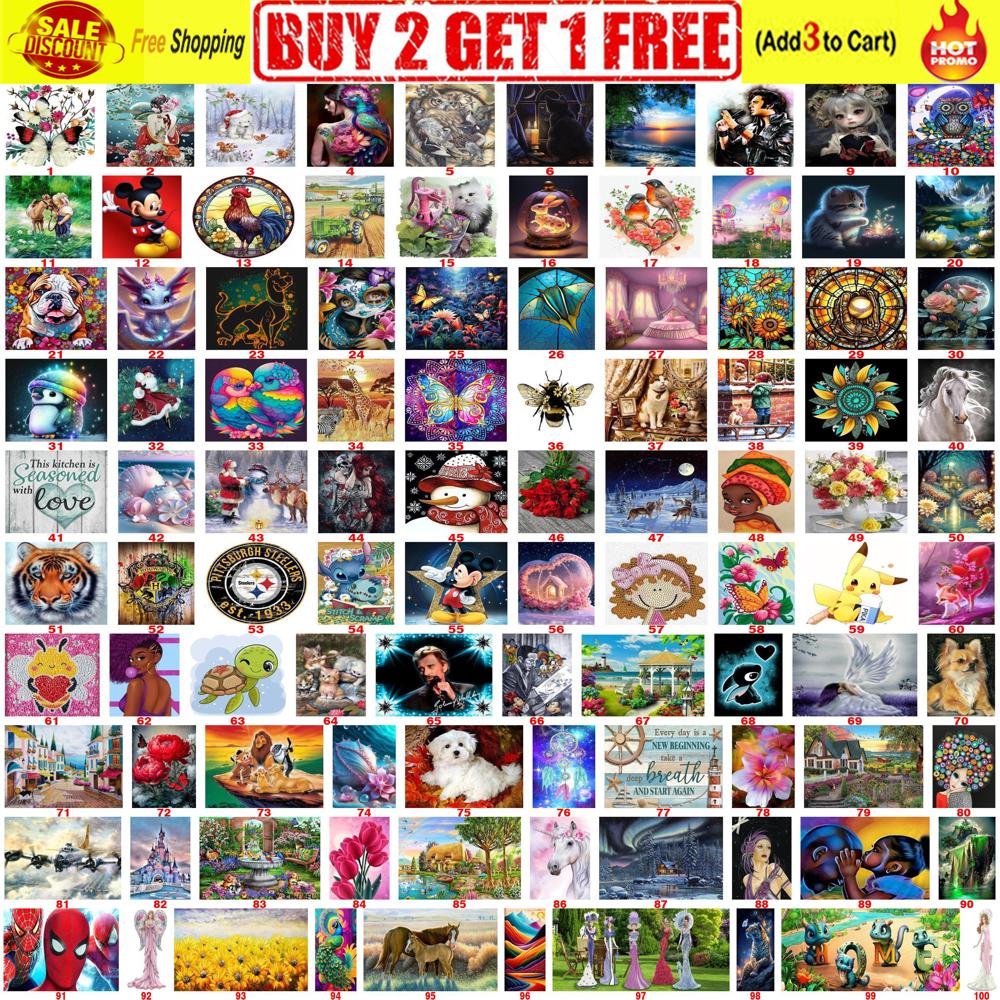 SALE
DISCOUNT
Free Shopping
BUY 2 GET 1 FREE
(Add 3 to Cart)
HOT
PROMO
1 2 3 4 5 6 7 8 9 10
11 12 13 14 15 16 17 18 19 20
21 22 23 24 25 26 27 28 29 30
31 32 33 34 35 36 37 38 39 40
This kitchen is
Seasoned
with
love
41 42 43 44 45 46 47 48 49 50
PITTSBURGH STEELERS
Steelers
est. 1933
STITCH &
51 52 53 54 55 56 57 58 59 60
61 62 63 64 65 66 67 68 69 70
Every day is a
NEW BEGINNING
take a
deep breath
AND START AGAIN
71 72 73 74 75 76 77 78 79 80
81 82 83 84 85 86 87 88 89 90
HOME
91 92 93 94 95 96 97 98 99 100